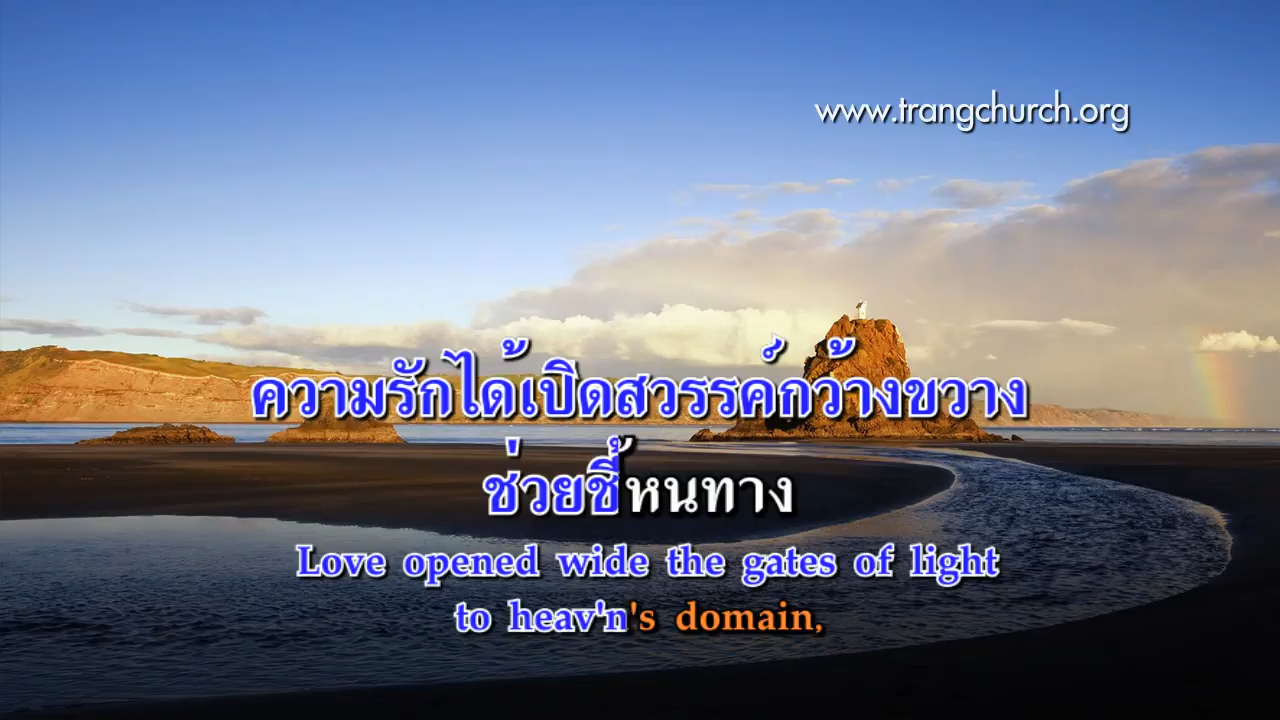 www.trangchurch.org
ความรักได้เปิดสวรรค์กว้างขวาง
ช่วยชี้หนทาง
Love opened wide the gates of light
to heav'n's domain,